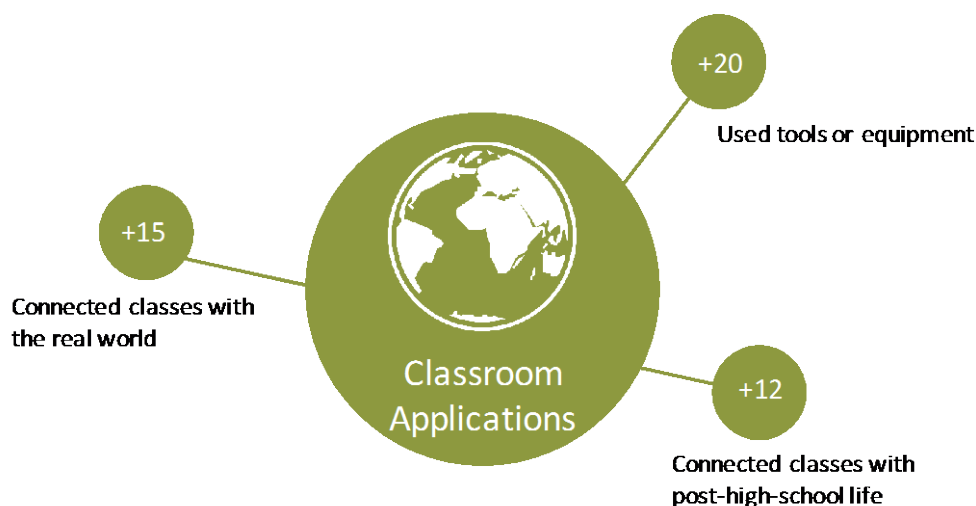 +20
Used tools or equipment
+15
Connected classes with
the real world
Classroom
Applications
+12
Connected classes with
post-high-school life